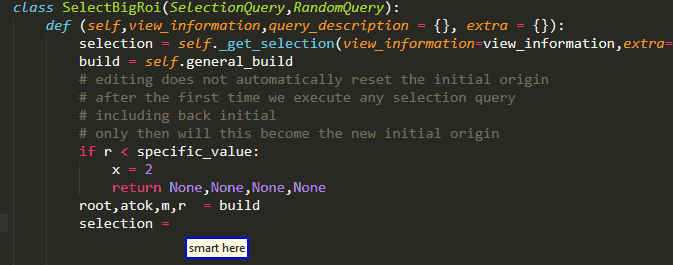 class SelectBigRoi(SelectionQuery,RandomQuery):
def (self,view_information,query_description = {}, extra = {}):
selection = self._get_selection(view_information=view_information,extra=
build = self.general_build
# editing does not automatically reset the initial origin
# after the first time we execute any selection query
# including back initial
# only then will this become the new initial origin
if r < specific_value:
x = 2
return None,None,None,None
root,atok,m,r  = build
selection =
smart here